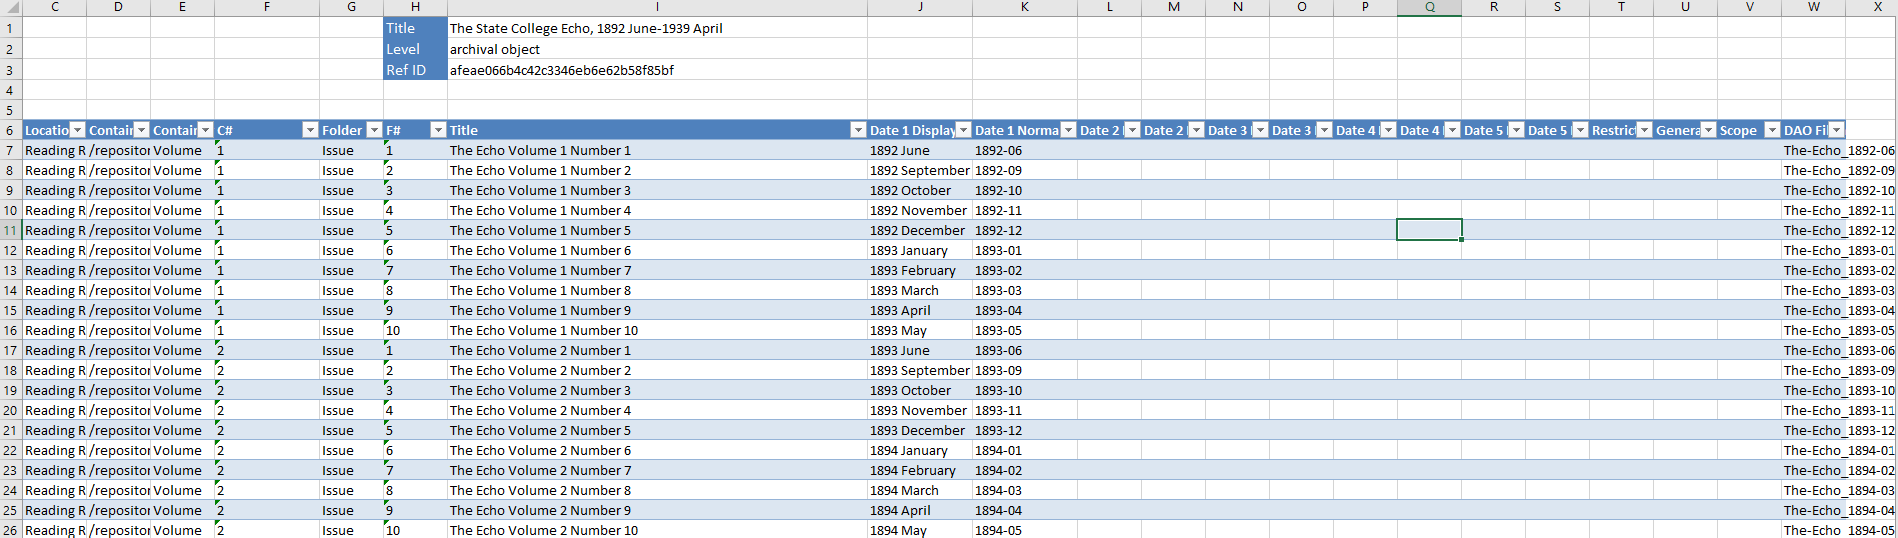 C D E F G H I J K L M N O P Q R S T U V W X
1 Title The State College Echo, 1892 June-1939 April
2 Level archival object
3 Ref ID afeae066b4c42c3346eb6e62b58f85bf
4
5
6 Locatio Contair Contair C# Folder F# Title Date 1 Display Date 1 Norma Date 2 Date 2 Date 3 Date 3 Date 4 Date 4 Date 5 Date 5 Restric Genera Scope DAO Fi
7 Reading R /repositor Volume 1 Issue 1 The Echo Volume 1 Number 1 1892 June 1892-06 The-Echo_1892-06
8 Reading R /repositor Volume 1 Issue 2 The Echo Volume 1 Number 2 1892 September 1892-09 The-Echo_1892-09
9 Reading R /repositor Volume 1 Issue 3 The Echo Volume 1 Number 3 1892 October 1892-10 The-Echo_1892-10
10 Reading R /repositor Volume 1 Issue 4 The Echo Volume 1 Number 4 1892 November 1892-11 The-Echo_1892-11
11 Reading R /repositor Volume 1 Issue 5 The Echo Volume 1 Number 5 1892 December 1892-12 The-Echo_1892-12
12 Reading R /repositor Volume 1 Issue 6 The Echo Volume 1 Number 6 1893 January 1893-01 The-Echo_1893-01
13 Reading R /repositor Volume 1 Issue 7 The Echo Volume 1 Number 7 1893 February 1893-02 The-Echo_1893-02
14 Reading R /repositor Volume 1 Issue 8 The Echo Volume 1 Number 8 1893 March 1893-03 The-Echo_1893-03
15 Reading R /repositor Volume 1 Issue 9 The Echo Volume 1 Number 9 1893 April 1893-04 The-Echo_1893-04
16 Reading R /repositor Volume 1 Issue 10 The Echo Volume 1 Number 10 1893 May 1893-05 The-Echo_1893-05
17 Reading R /repositor Volume 2 Issue 1 The Echo Volume 2 Number 1 1893 June 1893-06 The-Echo_1893-06
18 Reading R /repositor Volume 2 Issue 2 The Echo Volume 2 Number 2 1893 September 1893-09 The-Echo_1893-09
19 Reading R /repositor Volume 2 Issue 3 The Echo Volume 2 Number 3 1893 October 1893-10 The-Echo_1893-10
20 Reading R /repositor Volume 2 Issue 4 The Echo Volume 2 Number 4 1893 November 1893-11 The-Echo_1893-11
21 Reading R /repositor Volume 2 Issue 5 The Echo Volume 2 Number 5 1893 December 1893-12 The-Echo_1893-12
22 Reading R /repositor Volume 2 Issue 6 The Echo Volume 2 Number 6 1894 January 1894-01 The-Echo_1894-01
23 Reading R /repositor Volume 2 Issue 7 The Echo Volume 2 Number 7 1894 February 1894-02 The-Echo_1894-02
24 Reading R /repositor Volume 2 Issue 8 The Echo Volume 2 Number 8 1894 March 1894-03 The-Echo_1894-03
25 Reading R /repositor Volume 2 Issue 9 The Echo Volume 2 Number 9 1894 April 1894-04 The-Echo_1894-04
26 Reading R /repositor Volume 2 Issue 10 The Echo Volume 2 Number 10 1894 May 1894-05 The-Echo 1894-05